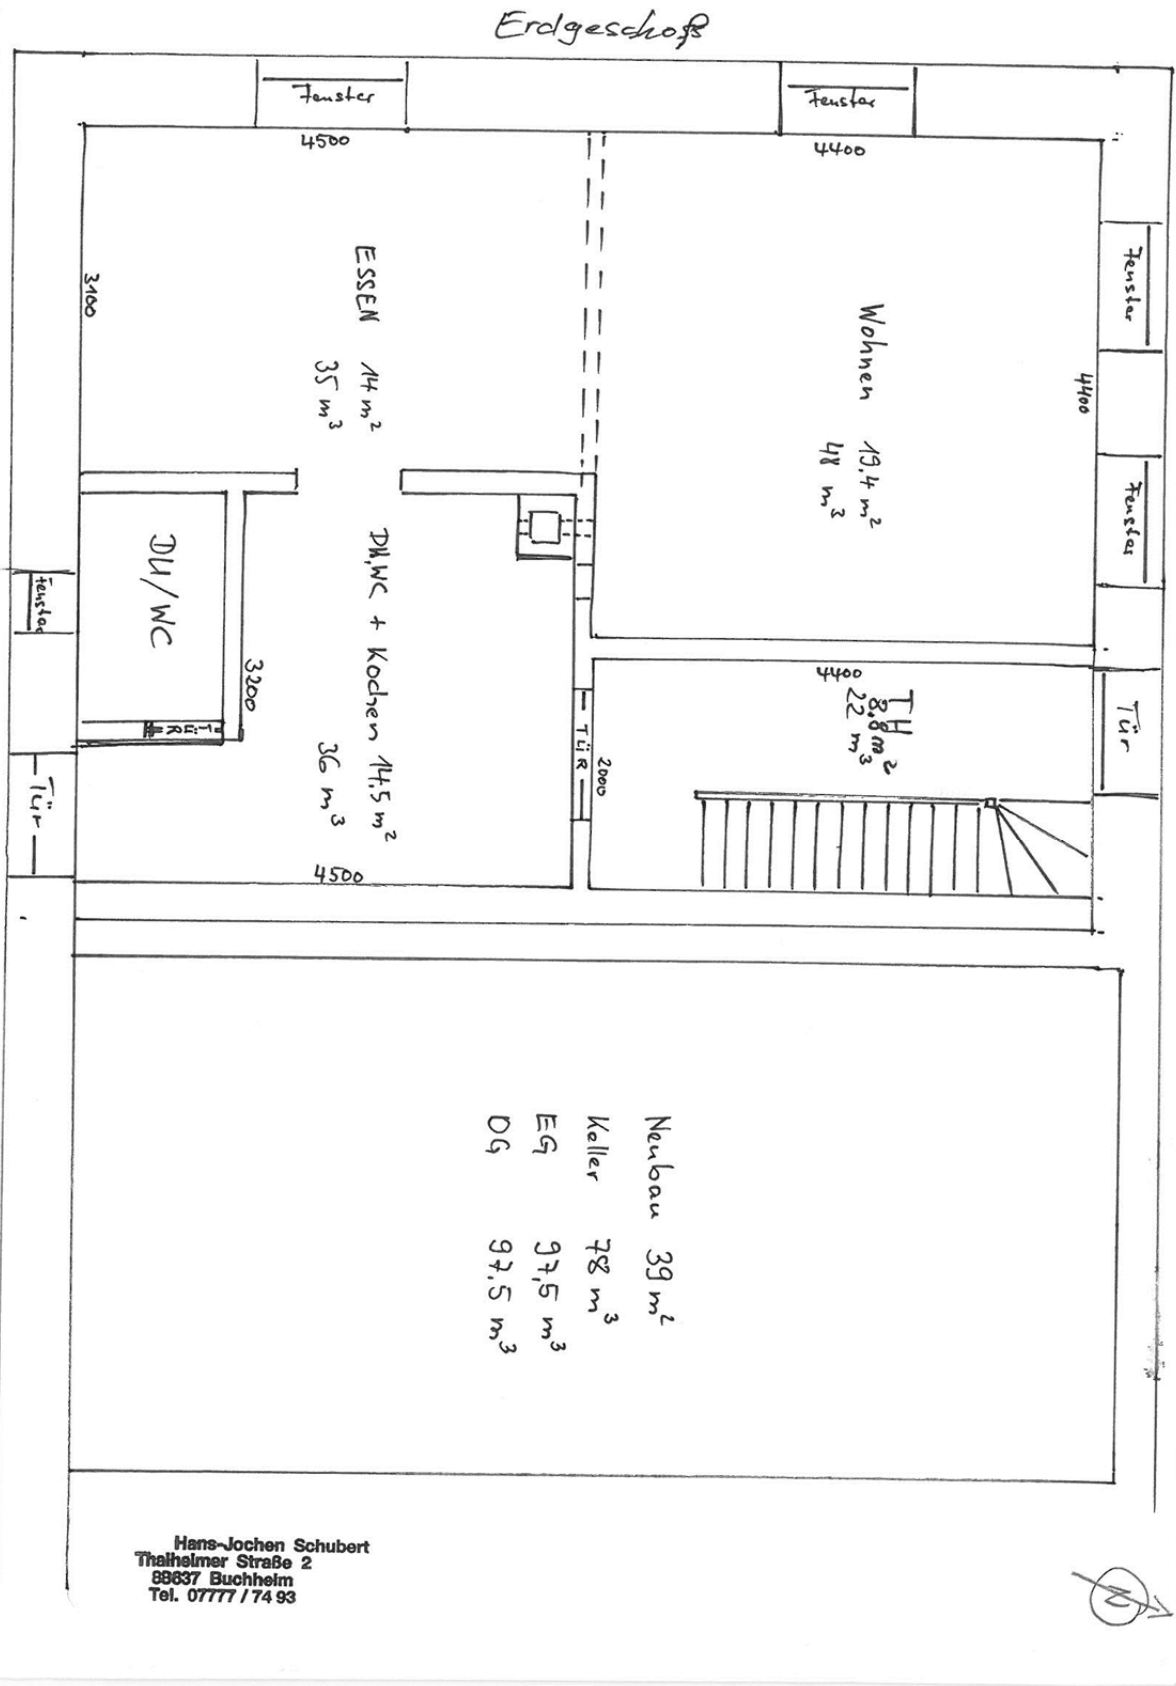 Erdgeschoß
Fenster
Fenster
4500
4400
Fenster
3100
ESSEN 14 m²
35 m³
Wohnen 19,4 m²
48 m³
4400
Fenster
DU/WC
Fenster
3200
DU,WC + Kochen 14,5 m²
36 m³
4400
TH
8,8 m²
22 m³
Tür
TÜR
TÜR
2000
Tür
4500
Neubau 39 m²
Keller 78 m³
EG 97,5 m³
OG 97,5 m³
Hans-Jochen Schubert
Thalheimer Straße 2
88637 Buchheim
Tel. 07777 / 74 93
N